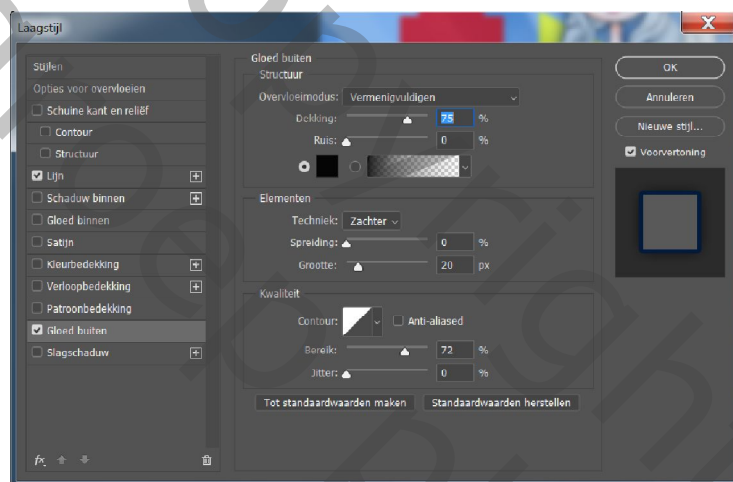 Laagstijl
X
Stijlen
Opties voor overvloeien
Schuine kant en reliëf
Contour
Structuur
Lijn
Schaduw binnen
Gloed binnen
Satijn
Kleurbedekking
Verloopbedekking
Patroonbedekking
Gloed buiten
Slagschaduw
fx
Gloed buiten
Structuur
Overvloeimodus: Vermenigvuldigen
Dekking: 75 %
Ruis: 0 %
Elementen
Techniek: Zachter
Spreiding: 0 %
Grootte: 20 px
Kwaliteit
Contour: Anti-aliased
Bereik: 72 %
Jitter: 0 %
Tot standaardwaarden maken Standaardwaarden herstellen
OK
Annuleren
Nieuwe stijl...
Voorvertoning